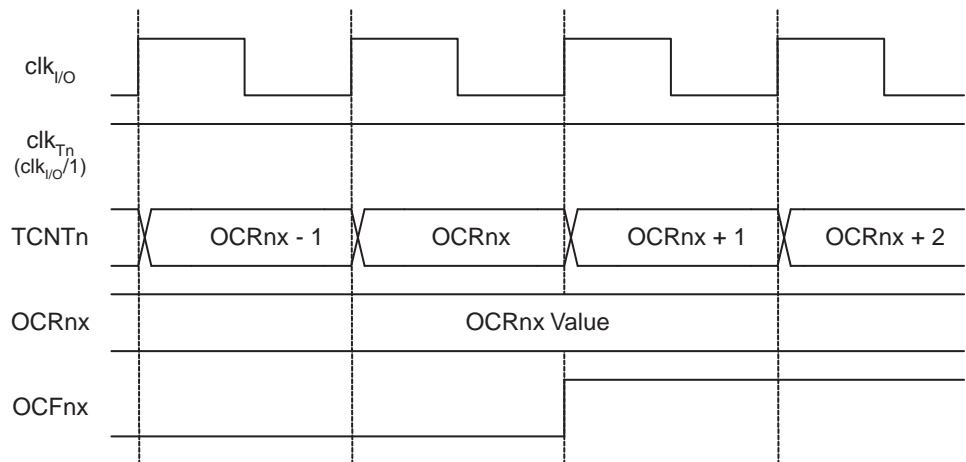 clkI/O
clkTn
(clkI/O/1)
TCNTn
OCRnx - 1
OCRnx
OCRnx + 1
OCRnx + 2
OCRnx
OCRnx Value
OCFnx